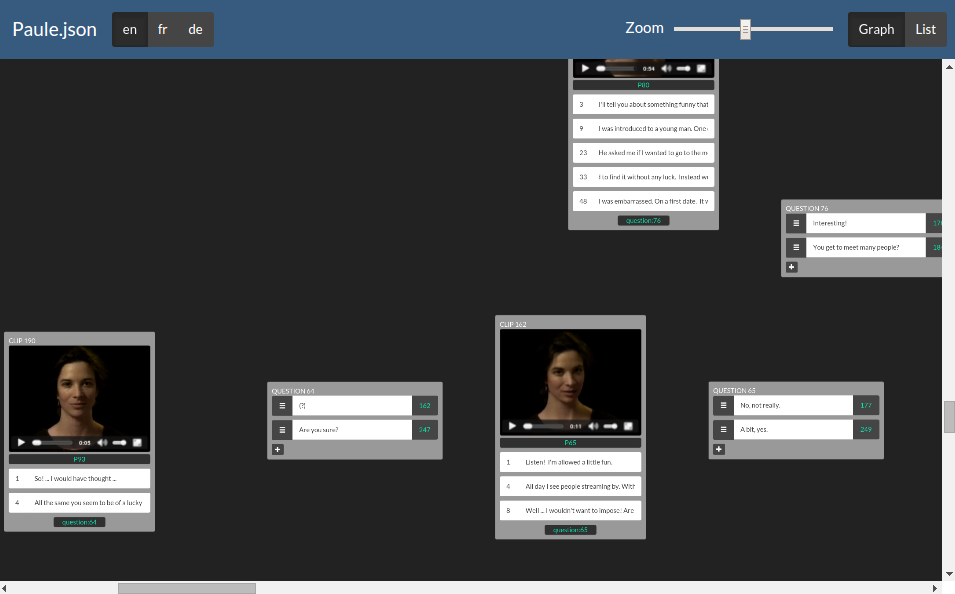 Paule.json en fr de Zoom Graph List
0:54
P80
3 I'll tell you about something funny that
9 I was introduced to a young man. One
23 He asked me if I wanted to go to the
33 to find it without any luck. Instead
48 I was embarrassed. On a first date. It
question:76
QUESTION 76
Interesting!
You get to meet many people?
CLIP 190
0:05
P93
1 So! ... I would have thought ...
4 All the same you seem to be of a lucky
question:64
QUESTION 64
(?)
162
Are you sure?
247
CLIP 162
0:11
P65
1 Listen! I'm allowed a little fun.
4 All day I see people streaming by. With
8 Well ... I wouldn't want to impose! Are
question:65
QUESTION 65
No, not really.
177
A bit, yes.
249